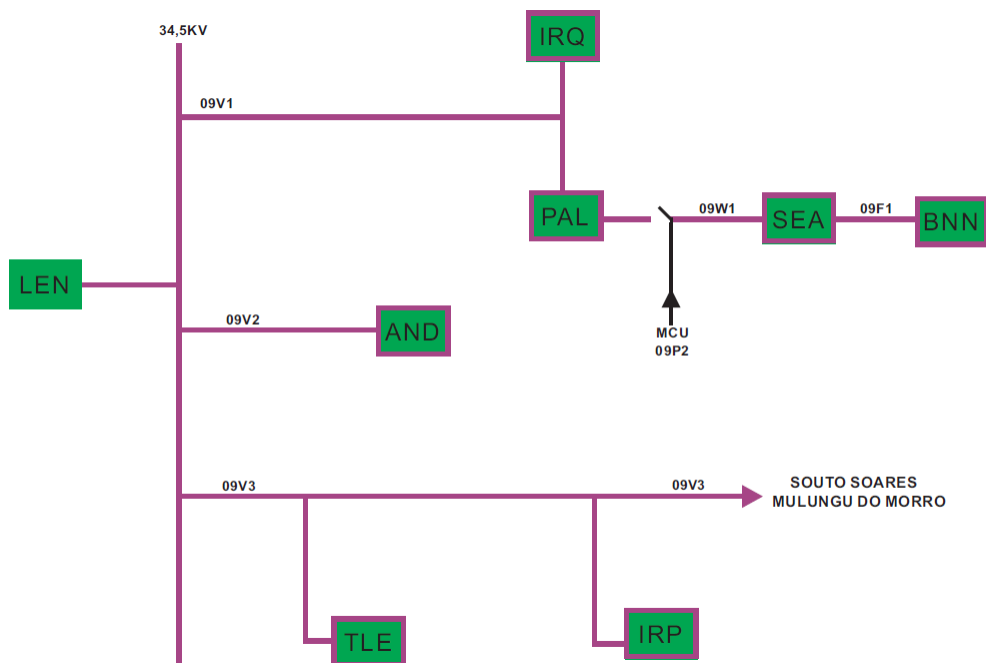 34,5KV
IRQ
09V1
PAL
09W1
SEA
09F1
BNN
LEN
09V2
AND
MCU
09P2
09V3
09V3
SOUTO SOARES
MULUNGU DO MORRO
TLE
IRP